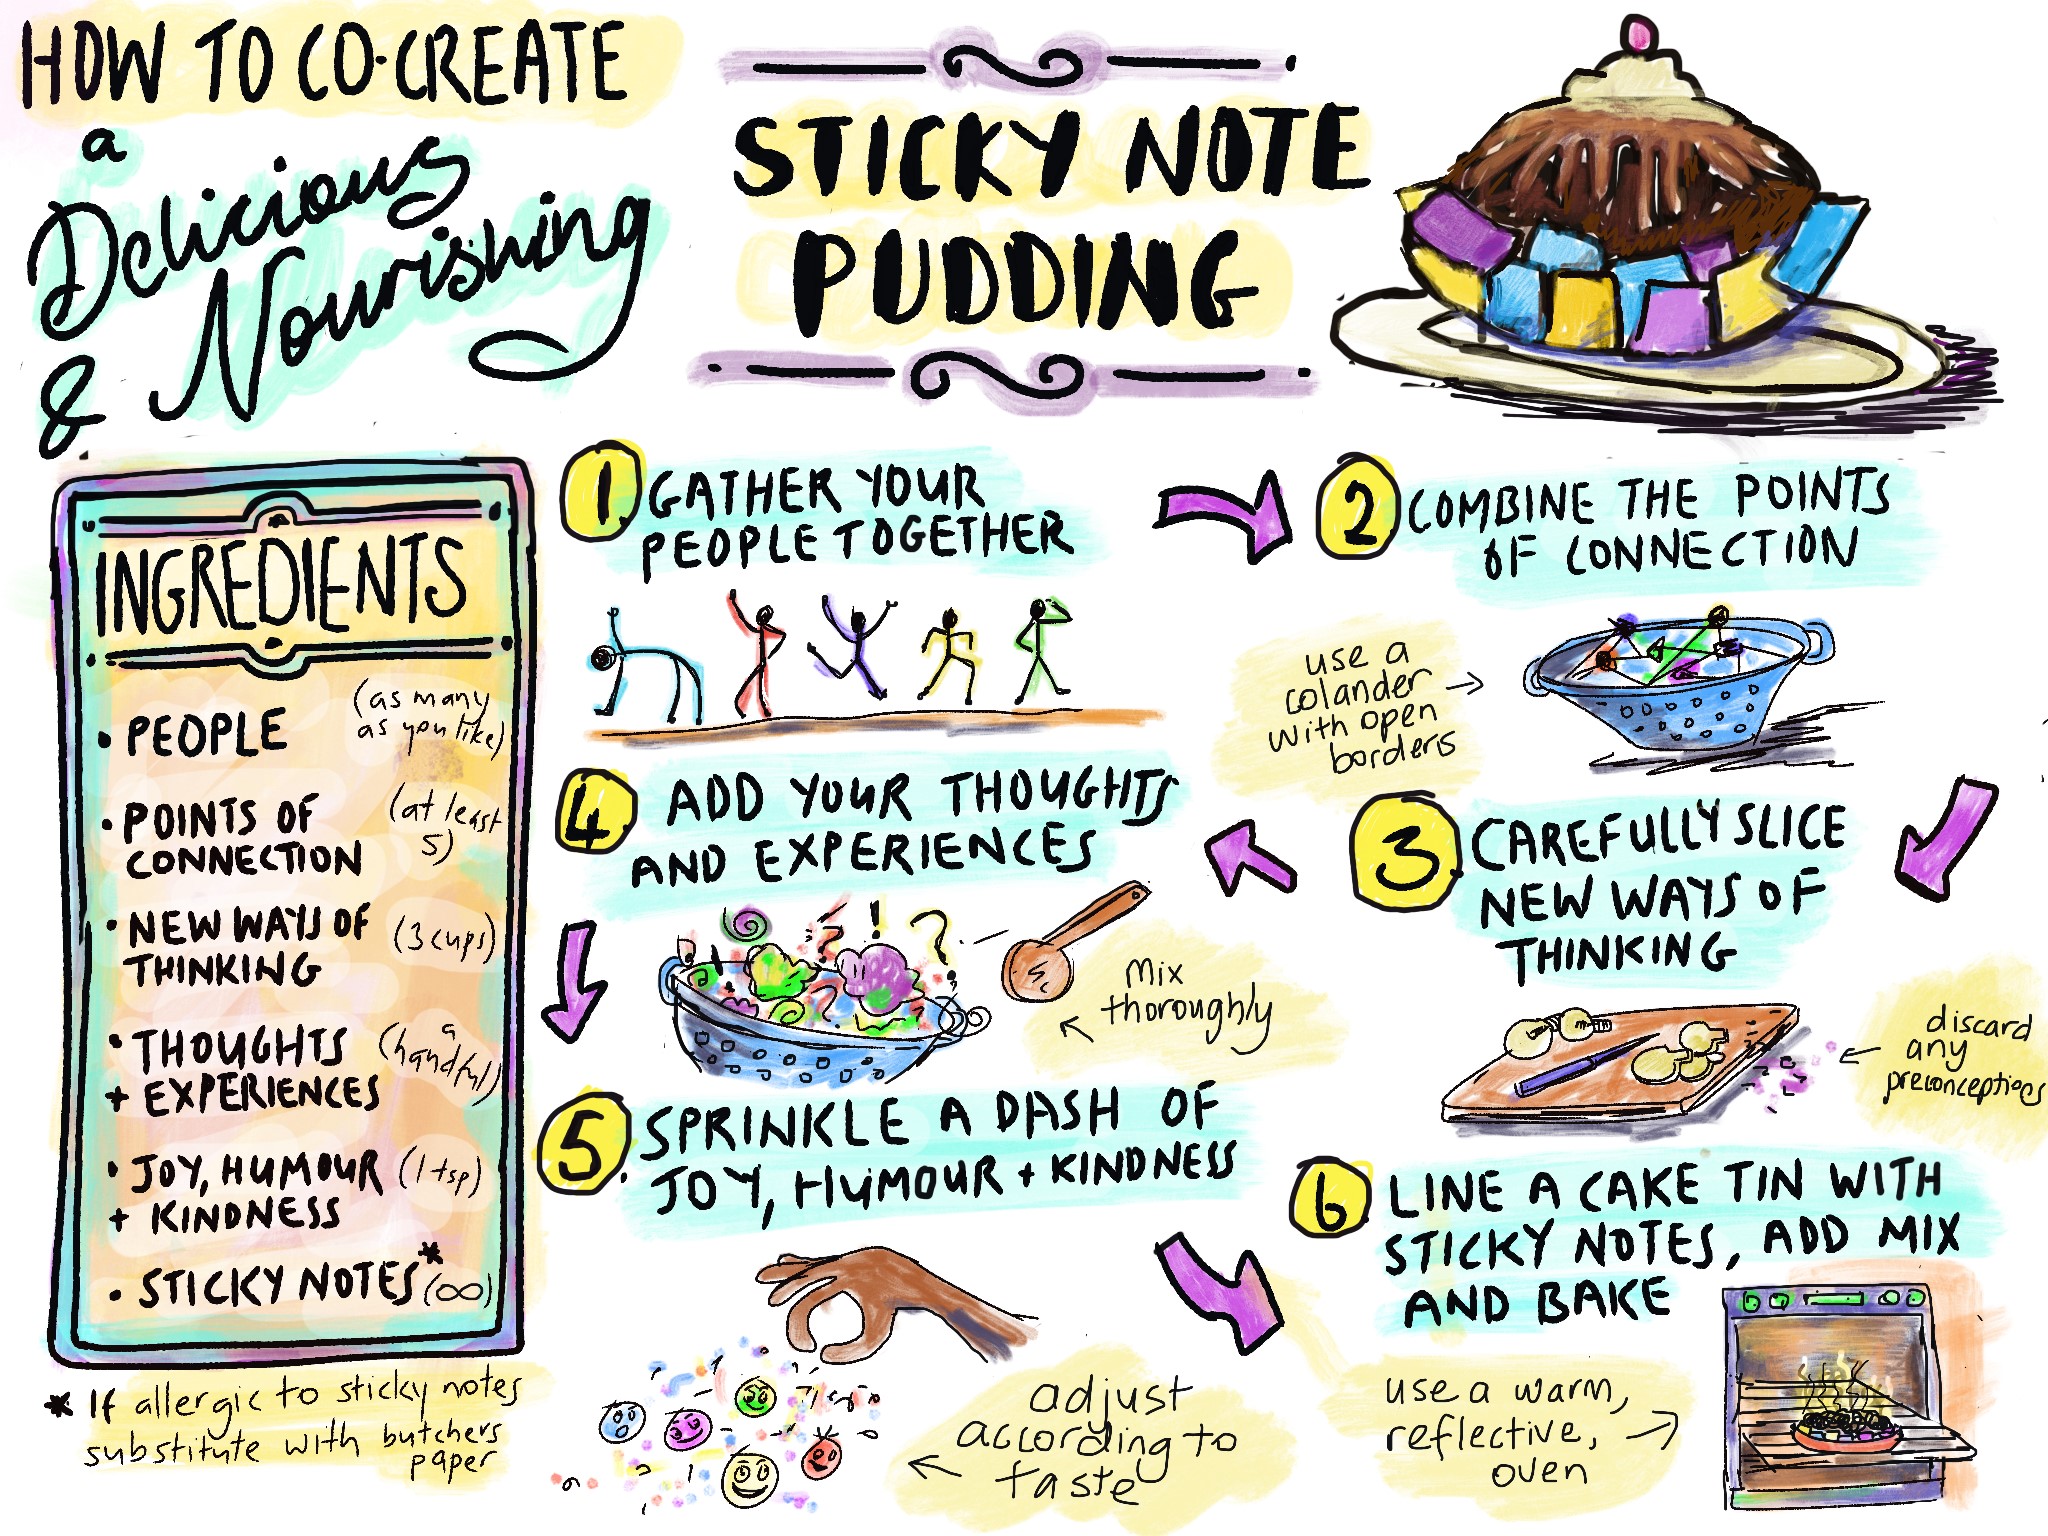 HOW TO CO-CREATE
a
Delicious
& Nourishing
STICKY NOTE
PUDDING
INGREDIENTS
• PEOPLE (as many
as you like)
• POINTS OF
CONNECTION (at least
5)
• NEW WAYS OF
THINKING (3 cups)
• THOUGHTS
+ EXPERIENCES (a
handful)
• JOY, HUMOUR (1 tsp)
+ KINDNESS
• STICKY NOTES* (∞)
* If allergic to sticky notes
substitute with butchers
paper
1 GATHER YOUR
PEOPLE TOGETHER
2 COMBINE THE POINTS
OF CONNECTION
use a
colander
with open
borders
3 CAREFULLY SLICE
NEW WAYS OF
THINKING
discard
any
preconceptions
4 ADD YOUR THOUGHTS
AND EXPERIENCES
! ?
Mix
thoroughly
5 SPRINKLE A DASH OF
JOY, HUMOUR + KINDNESS
adjust
according to
taste
6 LINE A CAKE TIN WITH
STICKY NOTES, ADD MIX
AND BAKE
use a warm,
reflective,
oven